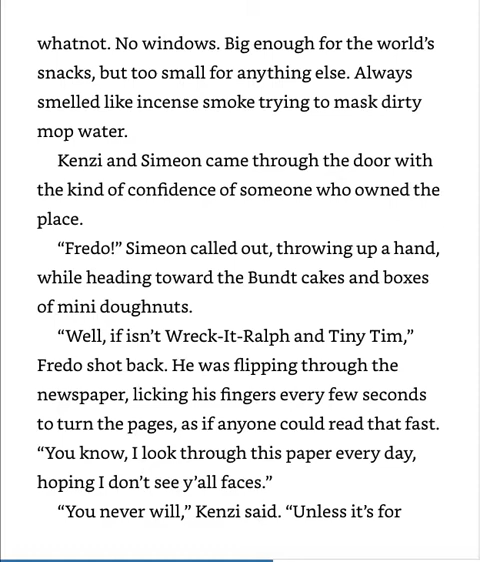 whatnot. No windows. Big enough for the world’s
snacks, but too small for anything else. Always
smelled like incense smoke trying to mask dirty
mop water.
Kenzi and Simeon came through the door with
the kind of confidence of someone who owned the
place.
“Fredo!” Simeon called out, throwing up a hand,
while heading toward the Bundt cakes and boxes
of mini doughnuts.
“Well, if isn’t Wreck-It-Ralph and Tiny Tim,”
Fredo shot back. He was flipping through the
newspaper, licking his fingers every few seconds
to turn the pages, as if anyone could read that fast.
“You know, I look through this paper every day,
hoping I don’t see y’all faces.”
“You never will,” Kenzi said. “Unless it’s for